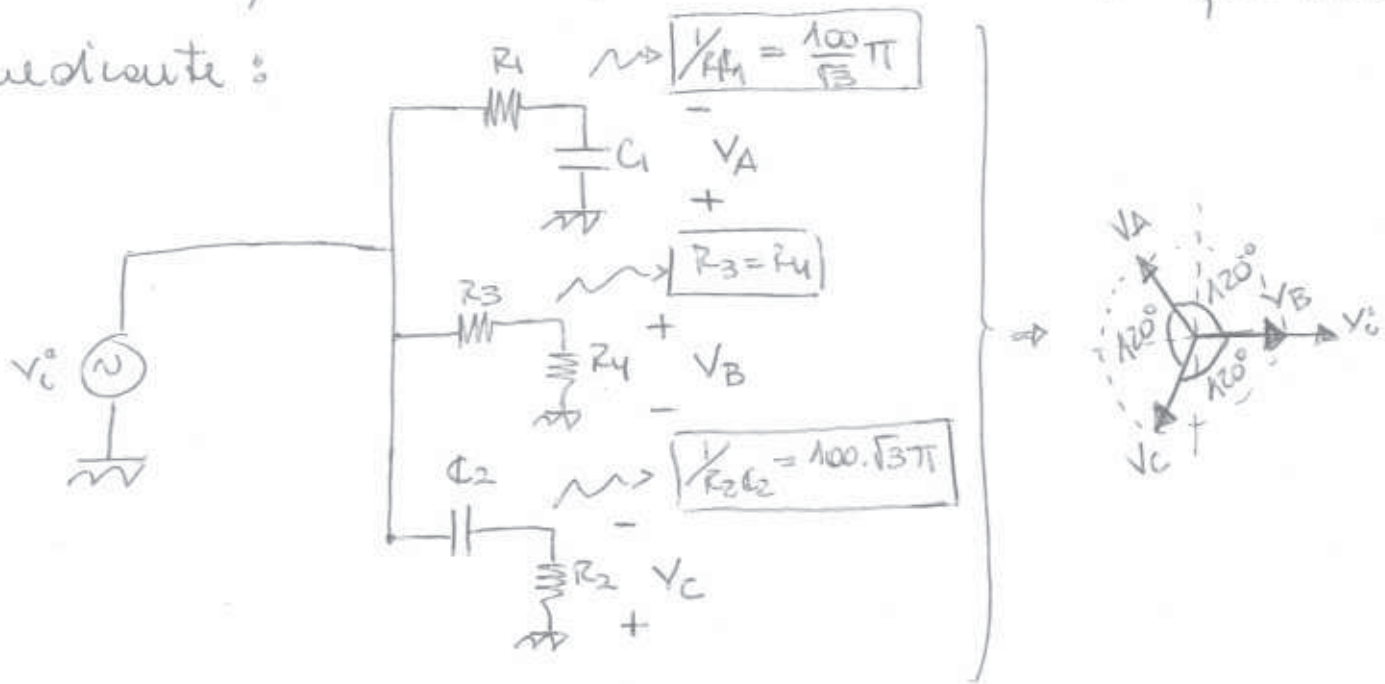 mediante :
R1
1/RR1 = 100/√3 π
-
C1
VA
+
R3 = R4
R3
+
R4
VB
-
Vi
C2
1/R2C2 = 100.√3π
-
R2
VC
+
⇒
VA
120°
120°
VB
Vi
120°
VC